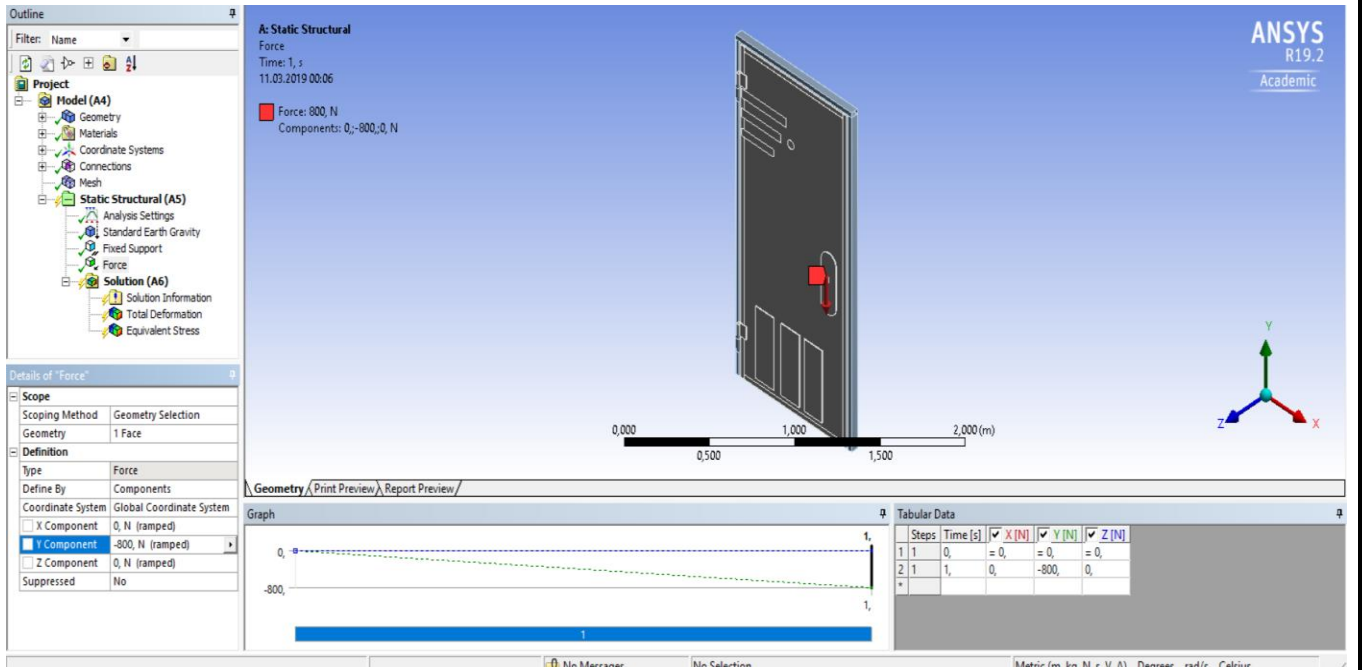 Outline
Filter: Name
Project
Model (A4)
Geometry
Materials
Coordinate Systems
Connections
Mesh
Static Structural (A5)
Analysis Settings
Standard Earth Gravity
Fixed Support
Force
Solution (A6)
Solution Information
Total Deformation
Equivalent Stress
Details of "Force"
Scope
Scoping Method Geometry Selection
Geometry 1 Face
Definition
Type Force
Define By Components
Coordinate System Global Coordinate System
X Component 0, N (ramped)
Y Component -800, N (ramped)
Z Component 0, N (ramped)
Suppressed No
A: Static Structural
Force
Time: 1, s
11.03.2019 00:06
Force: 800, N
Components: 0,;-800,;0, N
ANSYS
R19.2
Academic
Y
Z
X
0,000 1,000 2,000 (m)
0,500 1,500
Geometry Print Preview Report Preview
Graph
1,
0,
-800,
1,
1
Tabular Data
Steps Time [s] X [N] Y [N] Z [N]
1 1 0, = 0, = 0, = 0,
2 1 1, 0, -800, 0,
*
No Messages No Selection Metric (m, kg, N, s, V, A) Degrees rad/s Celsius